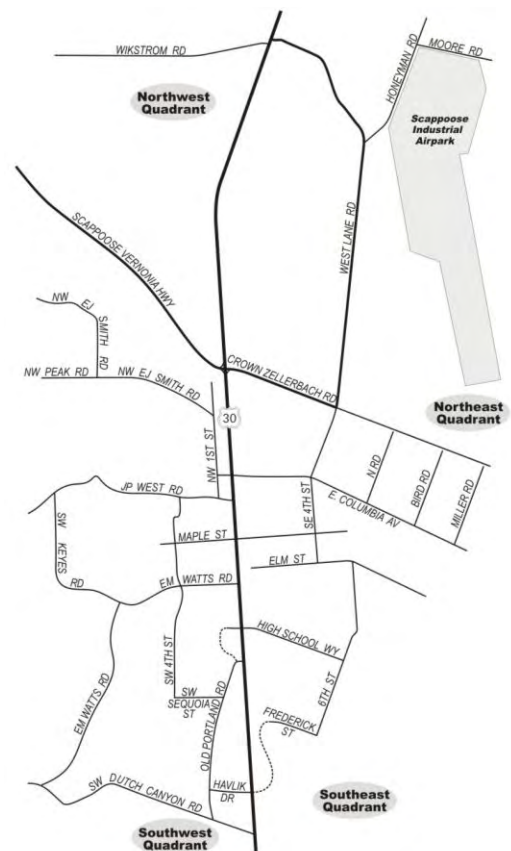 WIKSTROM RD
MOORE RD
HONEYMAN RD
Northwest
Quadrant
Scappoose
Industrial
Airpark
SCAPPOOSE VERNONIA HWY
WEST LANE RD
NW EJ
SMITH RD
CROWN ZELLERBACH RD
NW PEAK RD
NW EJ SMITH RD
30
Northeast
Quadrant
NW 1ST ST
N RD
BIRD RD
MILLER RD
JP WEST RD
SE 4TH ST
E. COLUMBIA AV
SW KEYES
RD
MAPLE ST
ELM ST
EM WATTS RD
HIGH SCHOOL WY
SW 4TH ST
EM WATTS RD
SW
SEQUOIA
ST
OLD PORTLAND RD
6TH ST
FREDERICK
ST
SW DUTCH CANYON RD
HAVLIK
DR
Southeast
Quadrant
Southwest
Quadrant